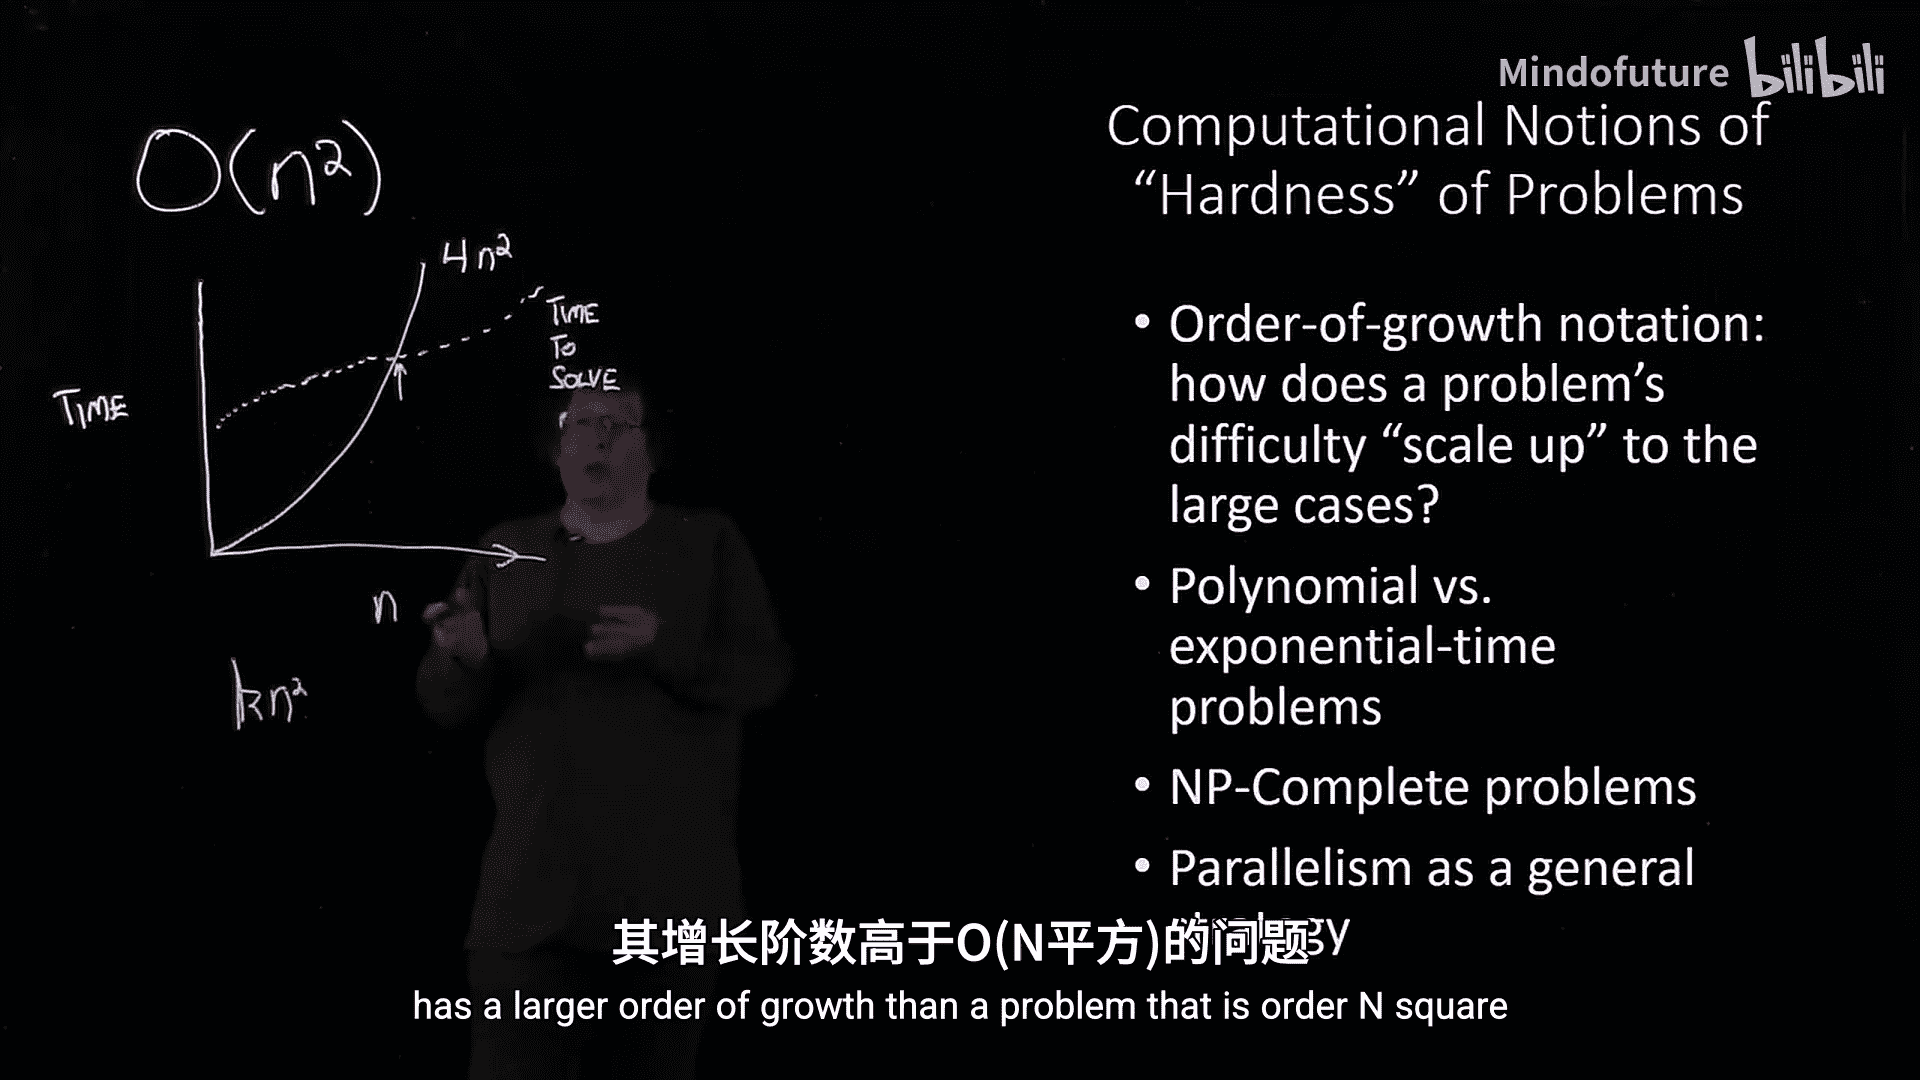 Mindofuture bilibili
O(n²)
4n²
TIME
TO
SOLVE
TIME
n
kn²
Computational Notions of
“Hardness” of Problems
• Order-of-growth notation:
how does a problem’s
difficulty “scale up” to the
large cases?
• Polynomial vs.
exponential-time
problems
• NP-Complete problems
• Parallelism as a general
其增长阶数高于O(N平方)的问题
has a larger order of growth than a problem that is order N square